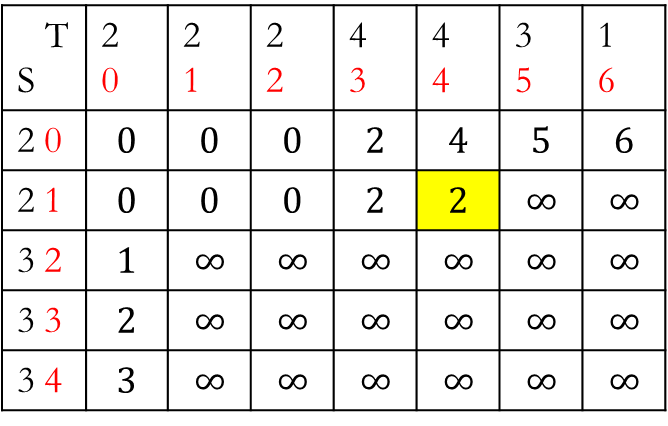 T 2 2 2 4 4 3 1
S 0 1 2 3 4 5 6
2 0 0 0 0 2 4 5 6
2 1 0 0 0 2 2 ∞ ∞
3 2 1 ∞ ∞ ∞ ∞ ∞ ∞
3 3 2 ∞ ∞ ∞ ∞ ∞ ∞
3 4 3 ∞ ∞ ∞ ∞ ∞ ∞